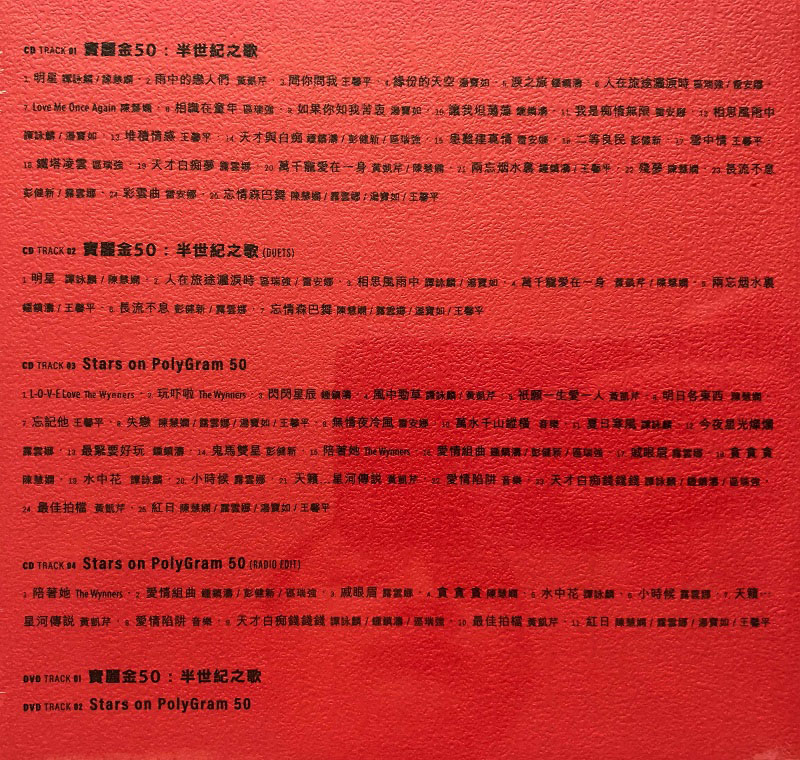 CD TRACK 01 寶麗金50：半世紀之歌
1. 明星 譚詠麟 / 陳慧嫻 · 2. 雨中的戀人們 黃凱芹 · 3. 問你問我 王馨平 · 4. 緣份的天空 湯寶如 · 5. 淚之旅 鍾鎮濤 · 6. 人在旅途灑淚時 區瑞強 / 雷安娜
7. Love Me Once Again 陳慧嫻 · 8. 相識在童年 區瑞強 · 9. 如果你知我苦衷 湯寶如 · 10. 讓我坦蕩蕩 鍾鎮濤 · 11. 我是痴情無限 雷安娜 · 12. 相思風雨中
譚詠麟 / 湯寶如 · 13. 堆積情感 王馨平 · 14. 天才與白痴 鍾鎮濤 / 彭健新 / 區瑞強 · 15. 患難建真情 雷安娜 · 16. 二等良民 彭健新 · 17. 雪中情 王馨平 ·
18. 鐵塔凌雲 區瑞強 · 19. 天才白痴夢 露雲娜 · 20. 萬千寵愛在一身 黃凱芹 / 陳慧嫻 · 21. 兩忘烟水裏 鍾鎮濤 / 王馨平 · 22. 飛夢 陳慧嫻 · 23. 長流不息
彭健新 / 露雲娜 · 24. 彩雲曲 雷安娜 · 25. 忘情森巴舞 陳慧嫻 / 露雲娜 / 湯寶如 / 王馨平
CD TRACK 02 寶麗金50：半世紀之歌 (DUETS)
1. 明星 譚詠麟 / 陳慧嫻 · 2. 人在旅途灑淚時 區瑞強 / 雷安娜 · 3. 相思風雨中 譚詠麟 / 湯寶如 · 4. 萬千寵愛在一身 黃凱芹 / 陳慧嫻 · 5. 兩忘烟水裏
鍾鎮濤 / 王馨平 · 6. 長流不息 彭健新 / 露雲娜 · 7. 忘情森巴舞 陳慧嫻 / 露雲娜 / 湯寶如 / 王馨平
CD TRACK 03 Stars on PolyGram 50
1. L-O-V-E Love The Wynners · 2. 玩吓啦 The Wynners · 3. 閃閃星辰 鍾鎮濤 · 4. 風中勁草 譚詠麟 / 黃凱芹 · 5. 祇願一生愛一人 黃凱芹 · 6. 明日各東西 陳慧嫻 ·
7. 忘記他 王馨平 · 8. 失戀 陳慧嫻 / 露雲娜 / 湯寶如 / 王馨平 · 9. 無情夜冷風 雷安娜 · 10. 萬水千山縱橫 音樂 · 11. 夏日寒風 譚詠麟 · 12. 今夜星光燦爛
露雲娜 · 13. 最緊要好玩 鍾鎮濤 · 14. 鬼馬雙星 彭健新 · 15. 陪著她 The Wynners · 16. 愛情組曲 鍾鎮濤 / 彭健新 / 區瑞強 · 17. 戚眼眉 露雲娜 · 18. 貪貪貪
陳慧嫻 · 19. 水中花 譚詠麟 · 20. 小時候 露雲娜 · 21. 天籟...星河傳說 黃凱芹 · 22. 愛情陷阱 音樂 · 23. 天才白痴錢錢錢 譚詠麟 / 鍾鎮濤 / 區瑞強 ·
24. 最佳拍檔 黃凱芹 · 25. 紅日 陳慧嫻 / 露雲娜 / 湯寶如 / 王馨平
CD TRACK 04 Stars on PolyGram 50 (RADIO EDIT)
1. 陪著她 The Wynners · 2. 愛情組曲 鍾鎮濤 / 彭健新 / 區瑞強 · 3. 戚眼眉 露雲娜 · 4. 貪貪貪 陳慧嫻 · 5. 水中花 譚詠麟 · 6. 小時候 露雲娜 · 7. 天籟...
星河傳說 黃凱芹 · 8. 愛情陷阱 音樂 · 9. 天才白痴錢錢錢 譚詠麟 / 鍾鎮濤 / 區瑞強 · 10. 最佳拍檔 黃凱芹 · 11. 紅日 陳慧嫻 / 露雲娜 / 湯寶如 / 王馨平
DVD TRACK 01 寶麗金50：半世紀之歌
DVD TRACK 02 Stars on PolyGram 50